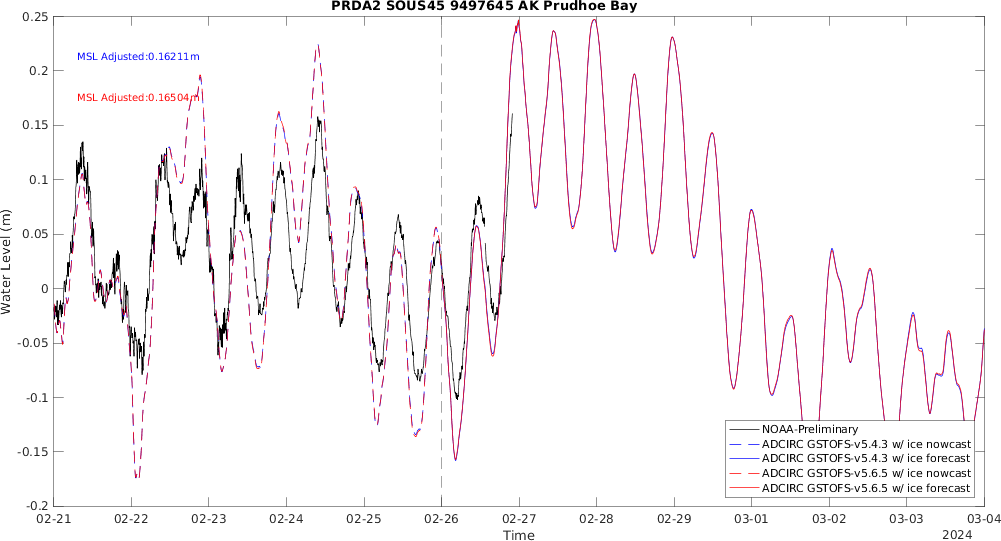 PRDA2 SOUS45 9497645 AK Prudhoe Bay
0.25
0.2
0.15
0.1
0.05
0
-0.05
-0.1
-0.15
-0.2
Water Level (m)
MSL Adjusted:0.16211m
MSL Adjusted:0.16504m
NOAA-Preliminary
ADCIRC GSTOFS-v5.4.3 w/ ice nowcast
ADCIRC GSTOFS-v5.4.3 w/ ice forecast
ADCIRC GSTOFS-v5.6.5 w/ ice nowcast
ADCIRC GSTOFS-v5.6.5 w/ ice forecast
02-21 02-22 02-23 02-24 02-25 02-26 02-27 02-28 02-29 03-01 03-02 03-03 03-04
Time
2024